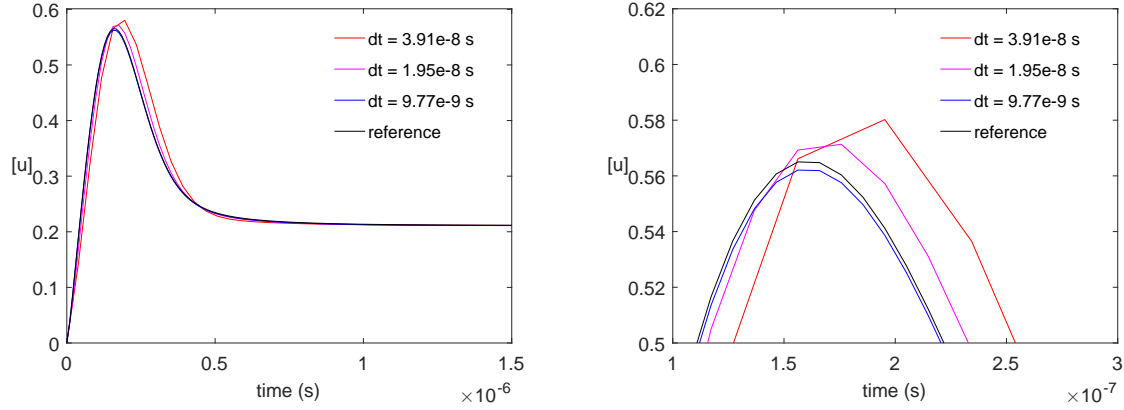 0.6
0.5
0.4
0.3
0.2
0.1
0
[u]
dt = 3.91e-8 s
dt = 1.95e-8 s
dt = 9.77e-9 s
reference
0 0.5 1 1.5
time (s)
×10⁻⁶
0.62
0.6
0.58
0.56
0.54
0.52
0.5
[u]
dt = 3.91e-8 s
dt = 1.95e-8 s
dt = 9.77e-9 s
reference
1 1.5 2 2.5 3
time (s)
×10⁻⁷